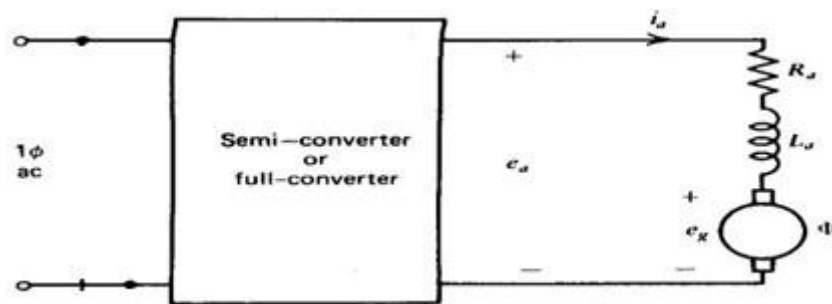 1ϕ
ac
Semi-converter
or
full-converter
+
e_a
−
i_a
R_a
L_a
+
e_g
−
Φ